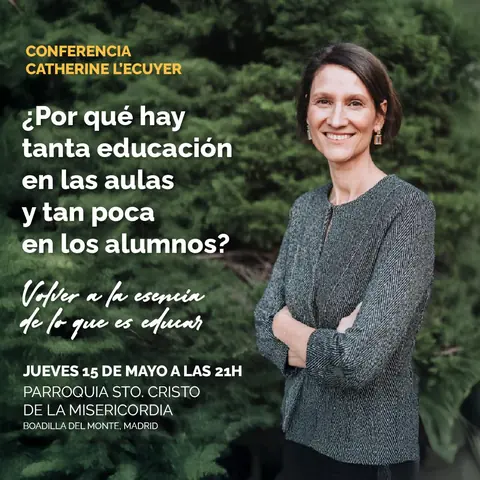 CONFERENCIA
CATHERINE L'ECUYER
¿Por qué hay
tanta educación
en las aulas
y tan poca
en los alumnos?
Volver a la esencia
de lo que es educar
JUEVES 15 DE MAYO A LAS 21H
PARROQUIA STO. CRISTO
DE LA MISERICORDIA
BOADILLA DEL MONTE, MADRID